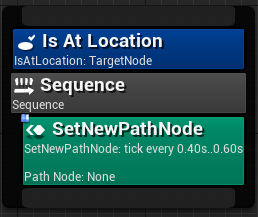 Is At Location
IsAtLocation: TargetNode
Sequence
Sequence
SetNewPathNode
SetNewPathNode: tick every 0.40s..0.60s
Path Node: None